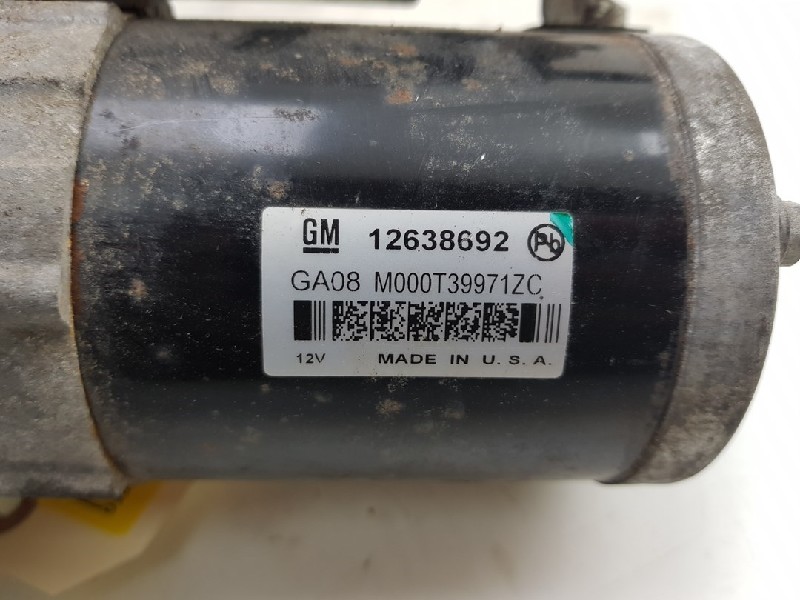 GM 12638692 Pb
GA08 M000T39971ZC
12V MADE IN U.S.A.